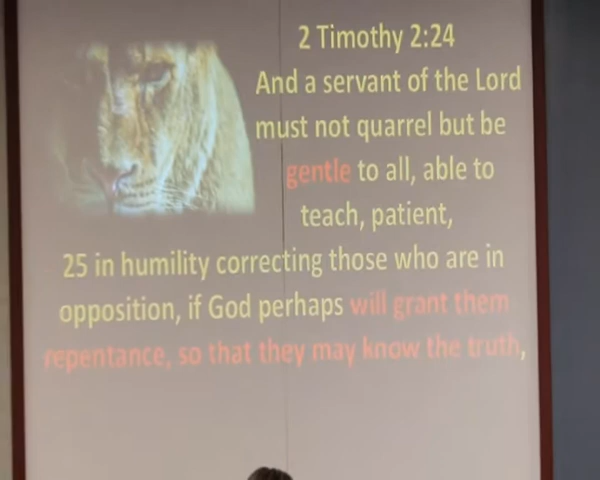 2 Timothy 2:24
And a servant of the Lord
must not quarrel but be
gentle to all, able to
teach, patient,
25 in humility correcting those who are in
opposition, if God perhaps will grant them
repentance, so that they may know the truth,